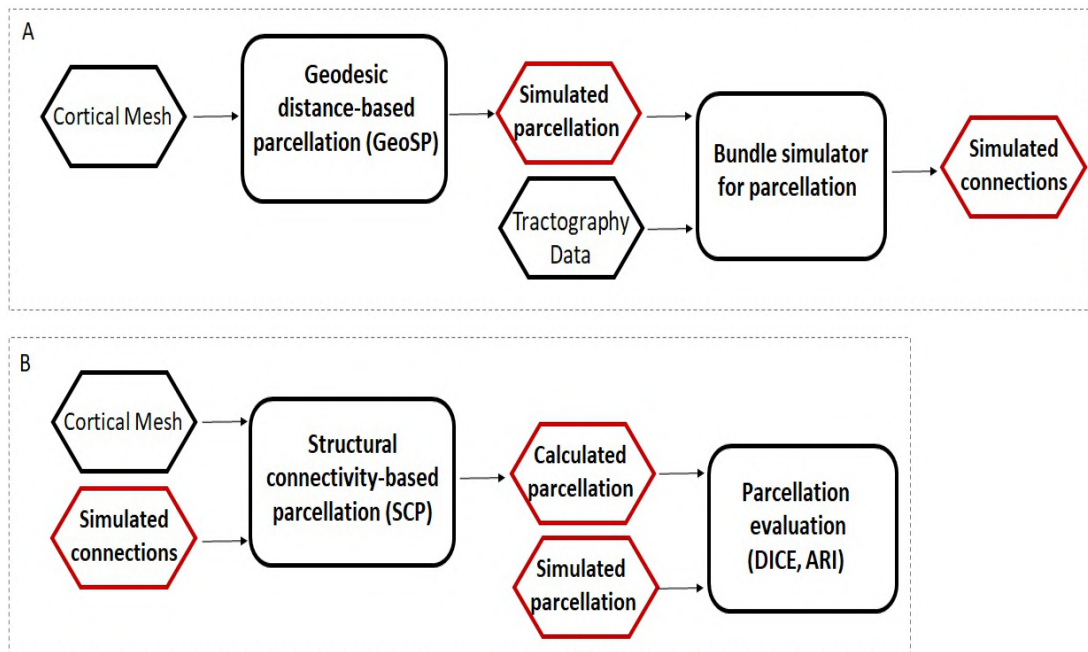 A
Cortical Mesh
Geodesic
distance-based
parcellation (GeoSP)
Simulated
parcellation
Tractography
Data
Bundle simulator
for parcellation
Simulated
connections
B
Cortical Mesh
Simulated
connections
Structural
connectivity-based
parcellation (SCP)
Calculated
parcellation
Simulated
parcellation
Parcellation
evaluation
(DICE, ARI)